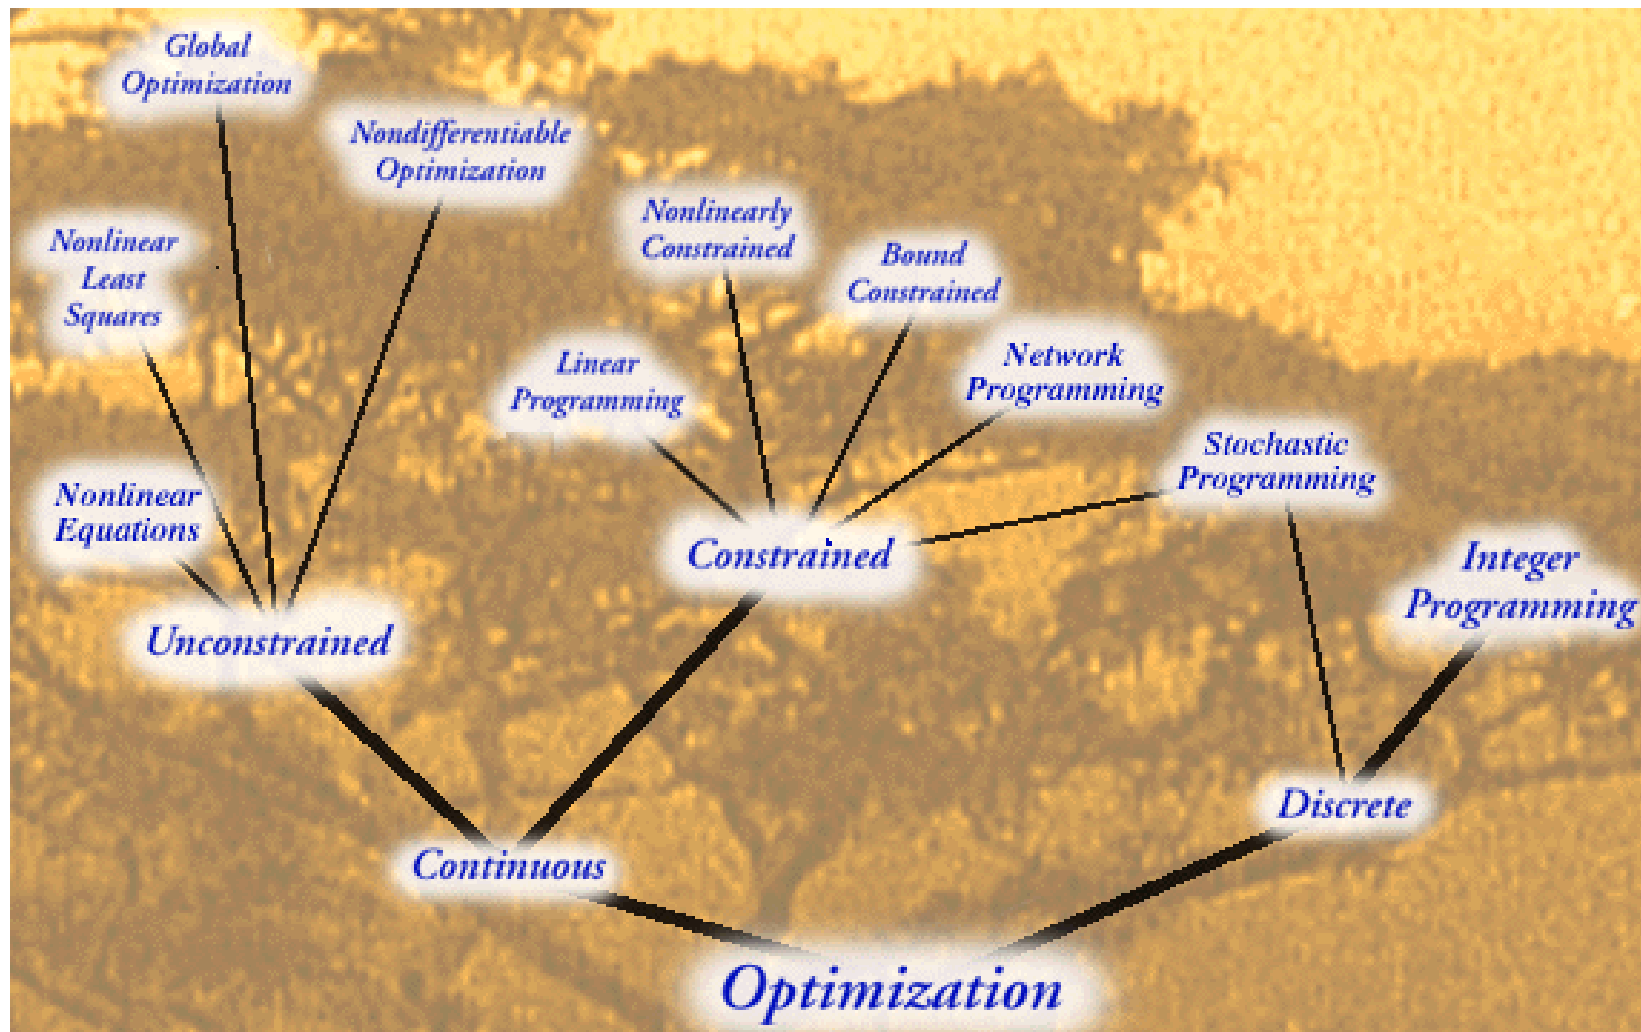 Global
Optimization
Nondifferentiable
Optimization
Nonlinear
Least
Squares
Nonlinearly
Constrained
Bound
Constrained
Linear
Programming
Network
Programming
Stochastic
Programming
Nonlinear
Equations
Integer
Programming
Constrained
Unconstrained
Discrete
Continuous
Optimization